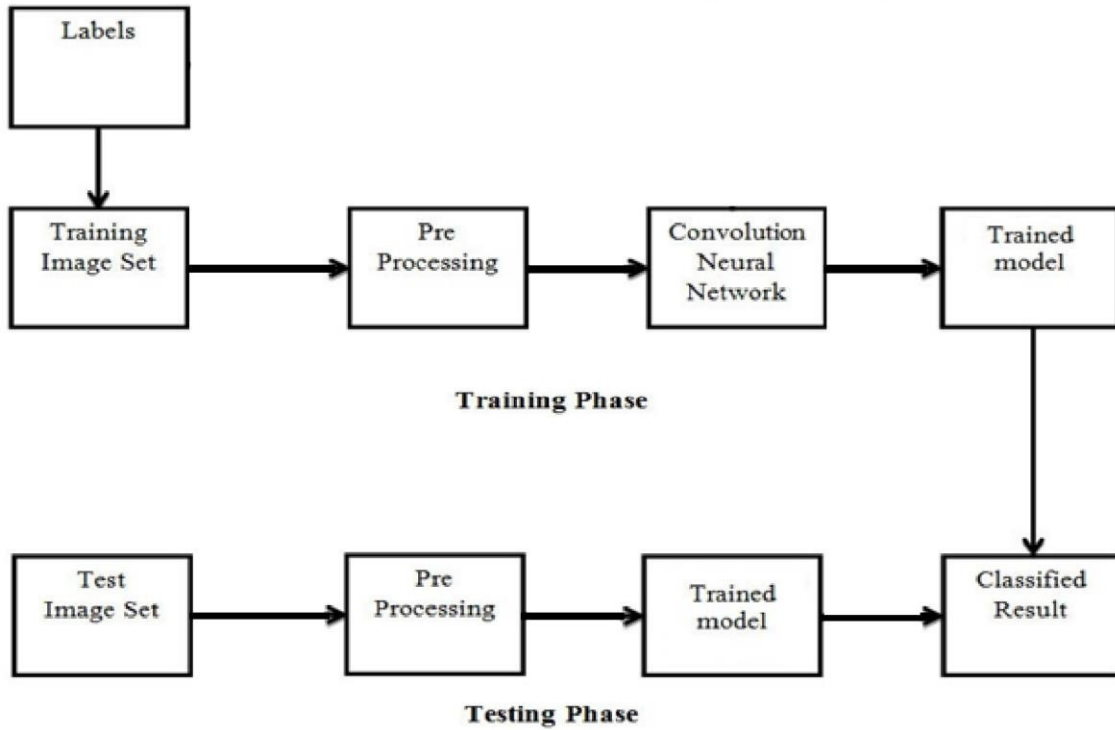 Labels
Training
Image Set
Pre
Processing
Convolution
Neural
Network
Trained
model
Training Phase
Test
Image Set
Pre
Processing
Trained
model
Classified
Result
Testing Phase